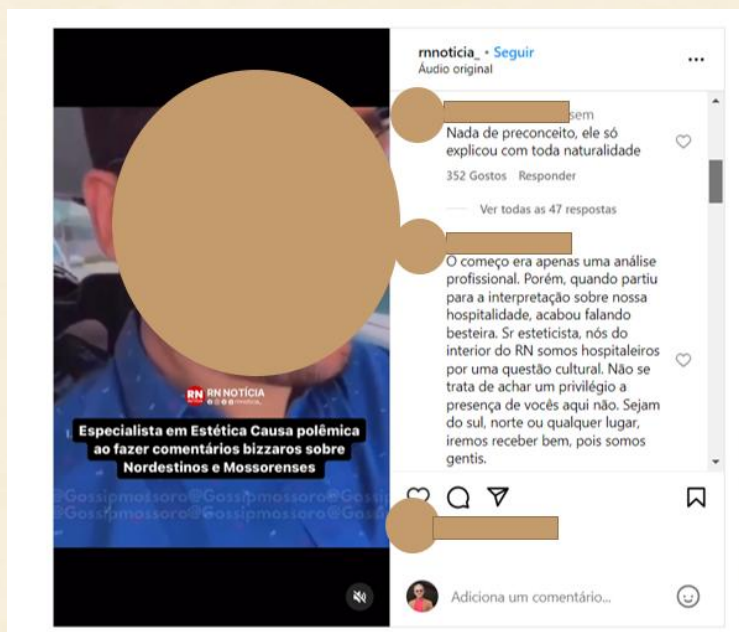 rnnoticia_ • Seguir
Áudio original
sem
Nada de preconceito, ele só
explicou com toda naturalidade
352 Gostos Responder
Ver todas as 47 respostas
O começo era apenas uma análise
profissional. Porém, quando partiu
para a interpretação sobre nossa
hospitalidade, acabou falando
besteira. Sr esteticista, nós do
interior do RN somos hospitaleiros
por uma questão cultural. Não se
trata de achar um privilégio a
presença de vocês aqui não. Sejam
do sul, norte ou qualquer lugar,
iremos receber bem, pois somos
gentis.
RN RN NOTÍCIA
Especialista em Estética Causa polêmica
ao fazer comentários bizzaros sobre
Nordestinos e Mossorenses
@Gossipmossoro@Gossipmossoro@Gossip
@Gossipmossoro@Gossipmossoro@Gos
Adiciona um comentário...